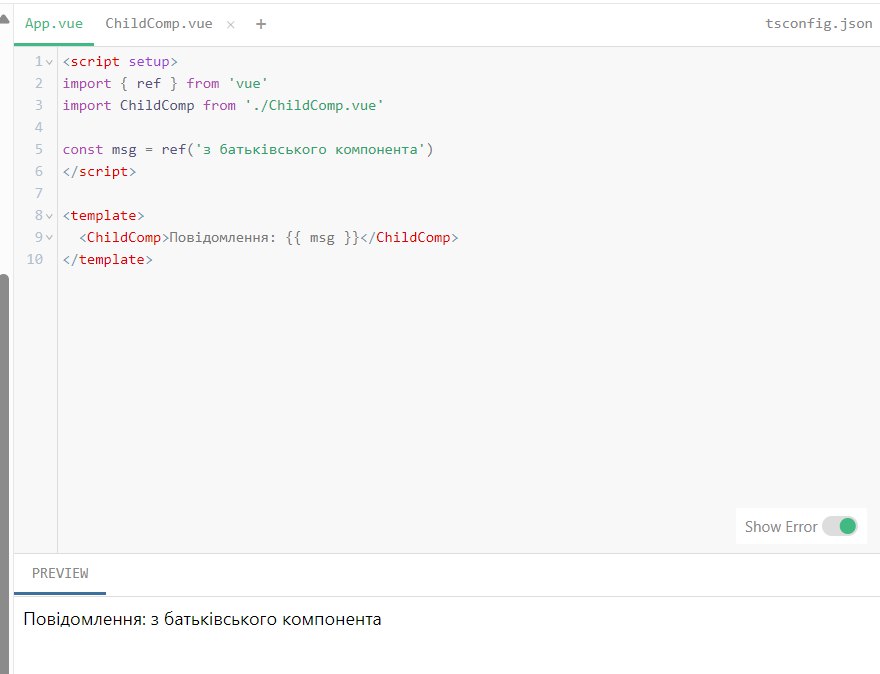 App.vue ChildComp.vue × + tsconfig.json
1 <script setup>
2 import { ref } from 'vue'
3 import ChildComp from './ChildComp.vue'
4
5 const msg = ref('з батьківського компонента')
6 </script>
7
8 <template>
9   <ChildComp>Повідомлення: {{ msg }}</ChildComp>
10 </template>
Show Error
PREVIEW
Повідомлення: з батьківського компонента